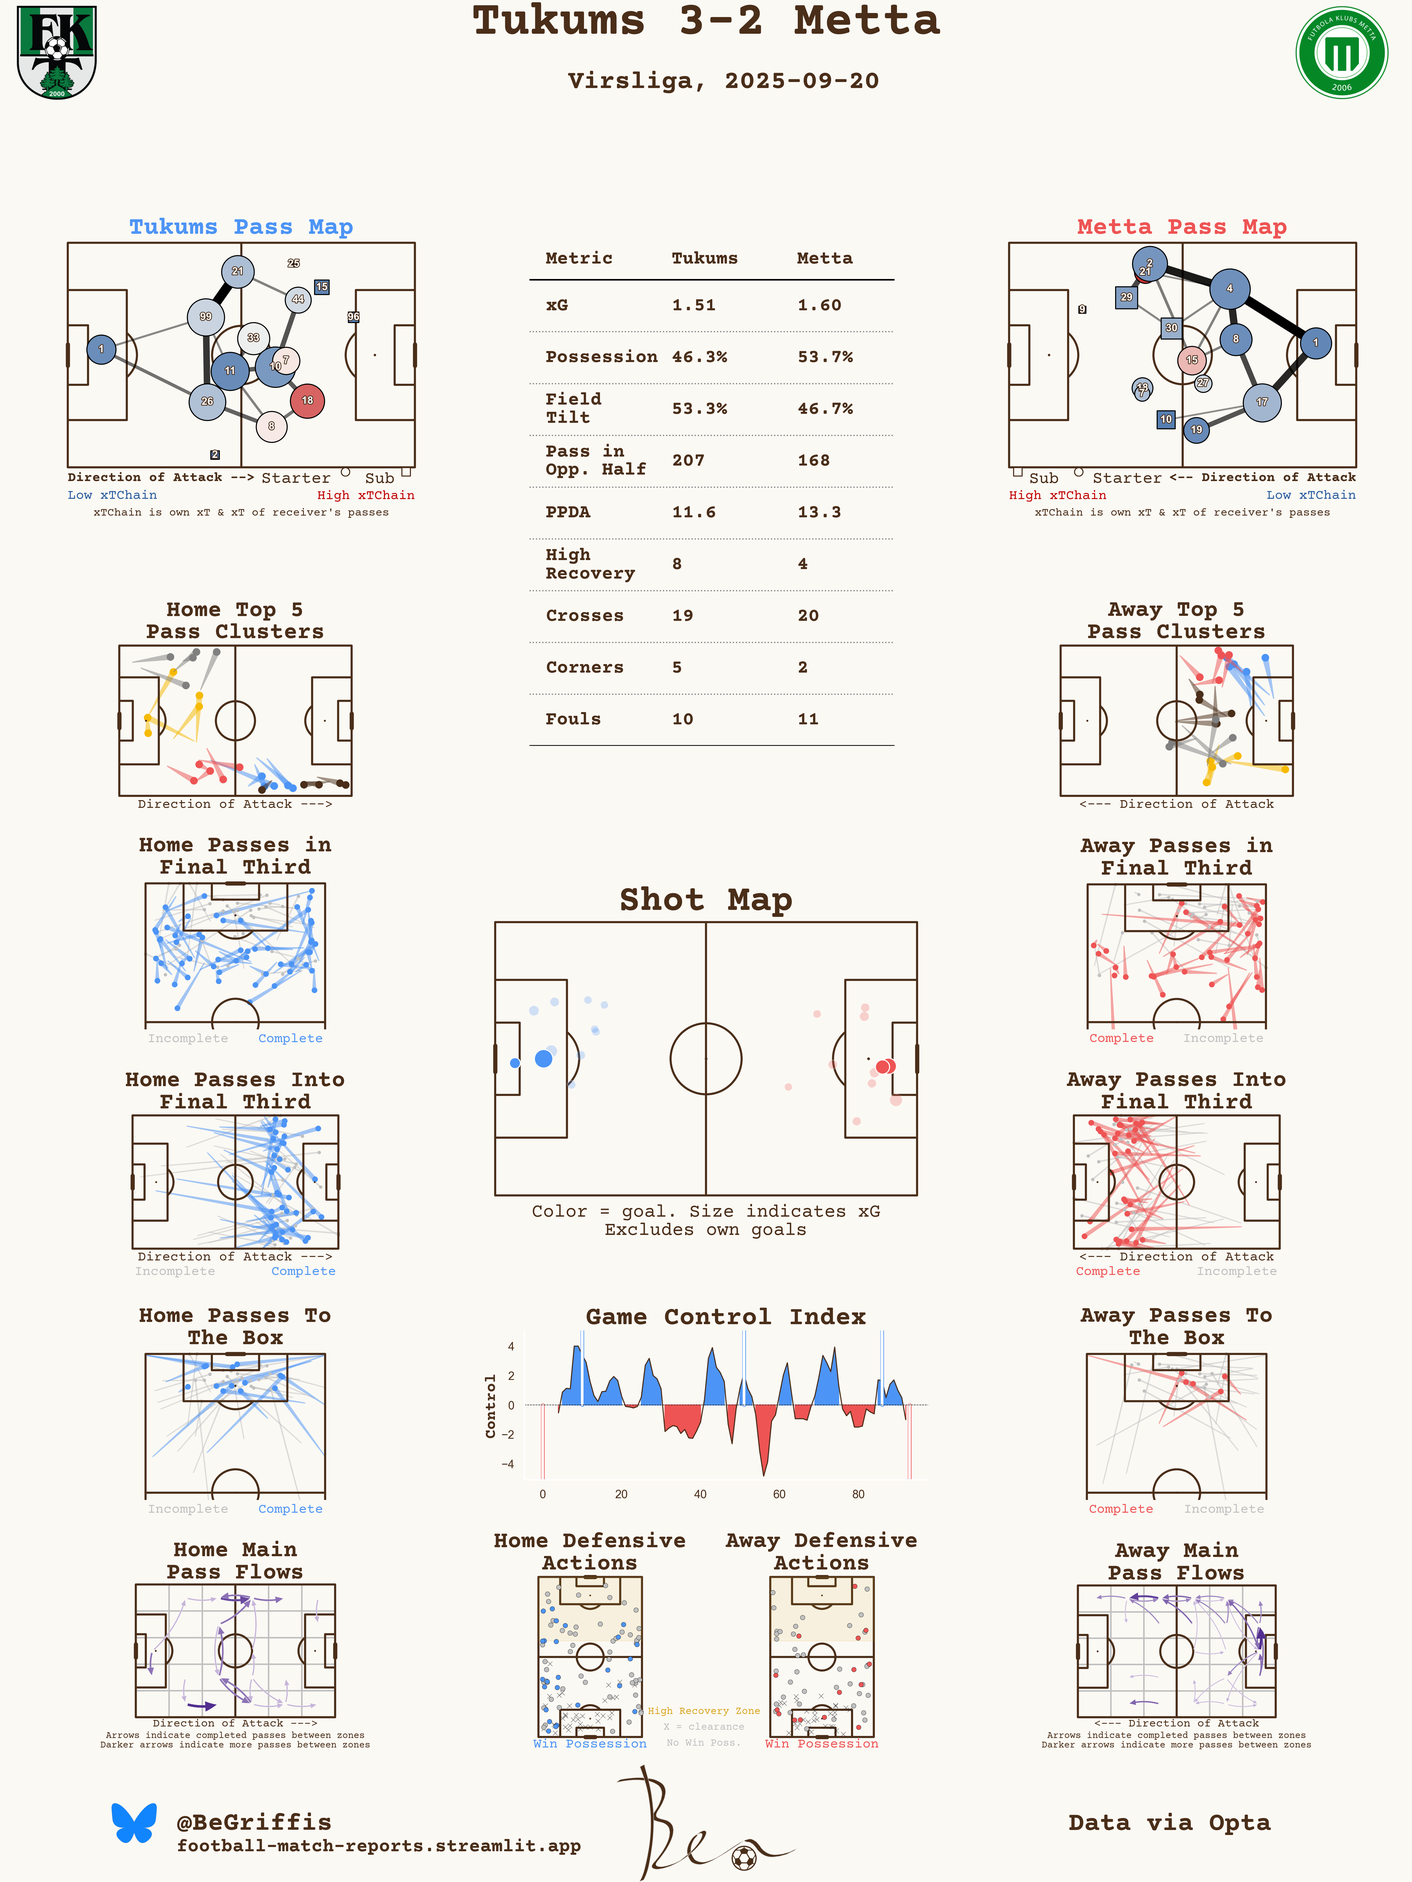 Tukums 3-2 Metta
Virsliga, 2025-09-20
FK
TC
2000
FUTBOLA KLUBS METTA
2006
Tukums Pass Map
21
25
15
44
99
96
33
1
7
11
10
26
18
8
2
Direction of Attack --> Starter Sub
Low xTChain High xTChain
xTChain is own xT & xT of receiver's passes
Metric Tukums Metta
xG 1.51 1.60
Possession 46.3% 53.7%
Field
Tilt 53.3% 46.7%
Pass in
Opp. Half 207 168
PPDA 11.6 13.3
High
Recovery 8 4
Crosses 19 20
Corners 5 2
Fouls 10 11
Metta Pass Map
2
21
4
29
9
30
8
1
15
27
7
17
10
19
Sub Starter <-- Direction of Attack
High xTChain Low xTChain
xTChain is own xT & xT of receiver's passes
Home Top 5
Pass Clusters
Direction of Attack --->
Away Top 5
Pass Clusters
<--- Direction of Attack
Home Passes in
Final Third
Incomplete Complete
Away Passes in
Final Third
Complete Incomplete
Shot Map
Color = goal. Size indicates xG
Excludes own goals
Home Passes Into
Final Third
Direction of Attack --->
Incomplete Complete
Away Passes Into
Final Third
<--- Direction of Attack
Complete Incomplete
Home Passes To
The Box
Incomplete Complete
Game Control Index
Control
4
2
0
−2
−4
0 20 40 60 80
Away Passes To
The Box
Complete Incomplete
Home Main
Pass Flows
Direction of Attack --->
Arrows indicate completed passes between zones
Darker arrows indicate more passes between zones
Home Defensive
Actions
Win Possession
Away Defensive
Actions
Win Possession
High Recovery Zone
X = clearance
No Win Poss.
Away Main
Pass Flows
<--- Direction of Attack
Arrows indicate completed passes between zones
Darker arrows indicate more passes between zones
@BeGriffis
football-match-reports.streamlit.app
Ben
Data via Opta